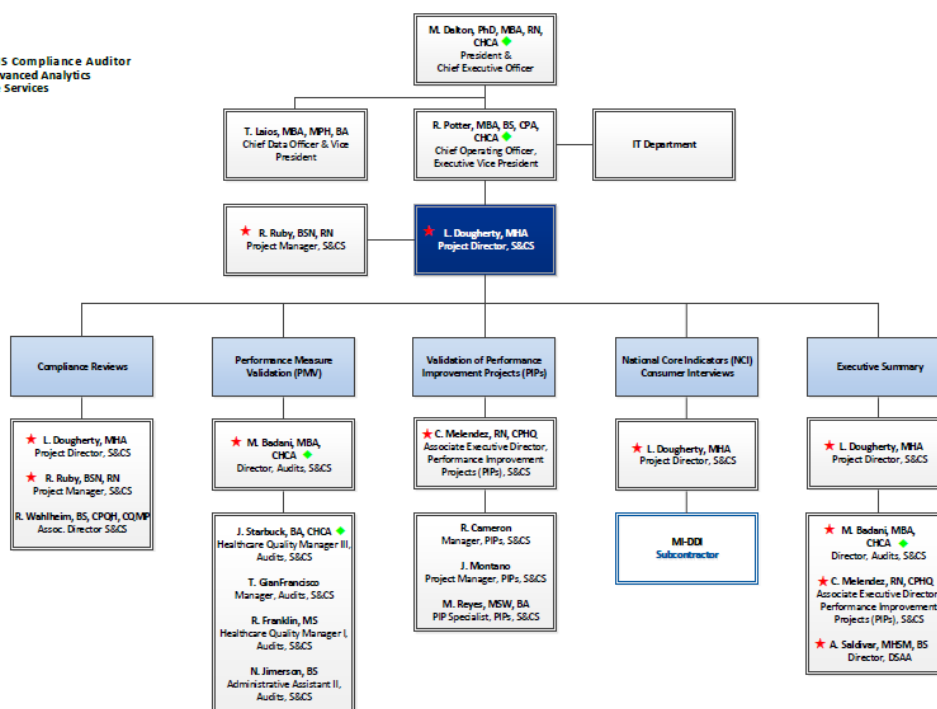 M. Dalton, PhD, MBA, RN,
CHCA
President &
Chief Executive Officer
S Compliance Auditor
vanced Analytics
Services
T. Laios, MBA, MPH, BA
Chief Data Officer & Vice
President
R. Potter, MBA, BS, CPA,
CHCA
Chief Operating Officer,
Executive Vice President
IT Department
R. Ruby, BSN, RN
Project Manager, S&CS
L. Dougherty, MHA
Project Director, S&CS
Compliance Reviews
Performance Measure
Validation (PMV)
Validation of Performance
Improvement Projects (PIPs)
National Core Indicators (NCI)
Consumer Interviews
Executive Summary
L. Dougherty, MHA
Project Director, S&CS
R. Ruby, BSN, RN
Project Manager, S&CS
R. Wahlheim, BS, CPQH, CQMP
Assoc. Director S&CS
M. Badani, MBA,
CHCA
Director, Audits, S&CS
J. Starbuck, BA, CHCA
Healthcare Quality Manager III,
Audits, S&CS
T. GianFrancisco
Manager, Audits, S&CS
R. Franklin, MS
Healthcare Quality Manager I,
Audits, S&CS
N. Jimerson, BS
Administrative Assistant II,
Audits, S&CS
C. Melendez, RN, CPHQ
Associate Executive Director,
Performance Improvement
Projects (PIPs), S&CS
R. Cameron
Manager, PIPs, S&CS
J. Montano
Project Manager, PIPs, S&CS
M. Reyes, MSW, BA
PIP Specialist, PIPs, S&CS
L. Dougherty, MHA
Project Director, S&CS
MI-DDI
Subcontractor
L. Dougherty, MHA
Project Director, S&CS
M. Badani, MBA,
CHCA
Director, Audits, S&CS
C. Melendez, RN, CPHQ
Associate Executive Director
Performance Improvement
Projects (PIPs), S&CS
A. Saldivar, MHSM, BS
Director, DSAA